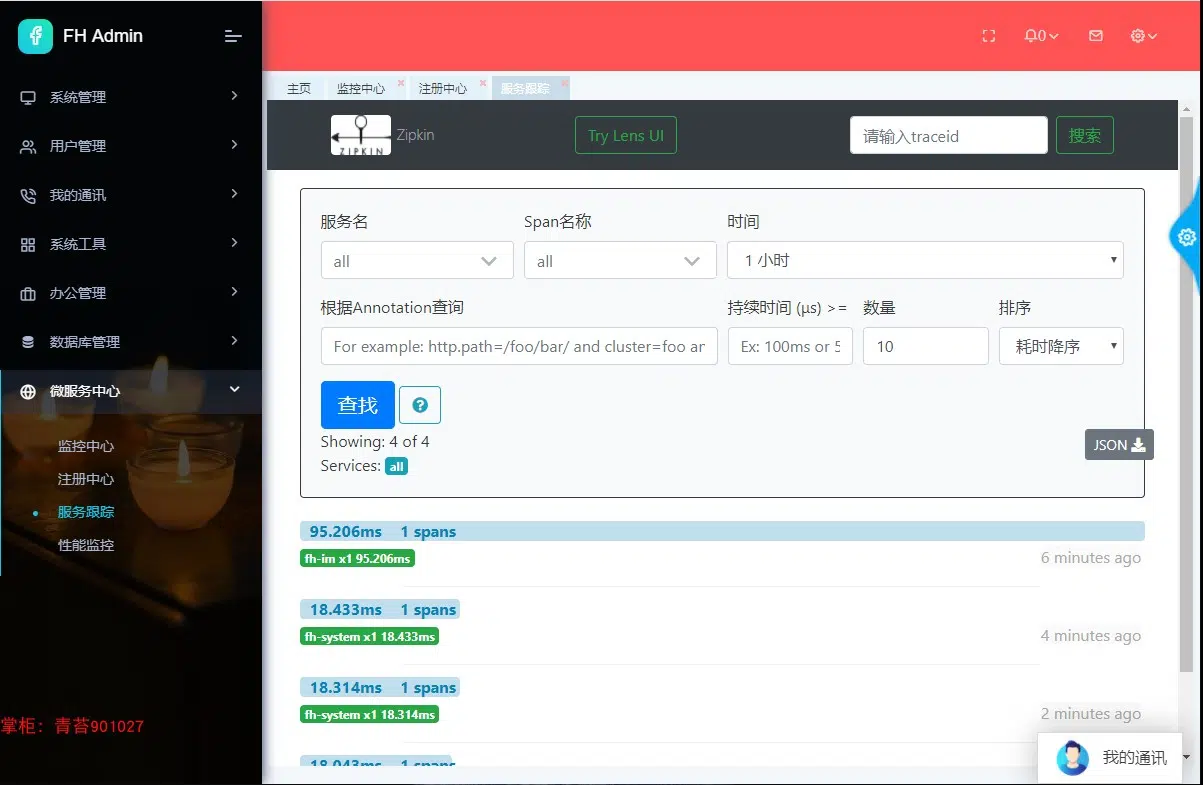 FH Admin
0
系统管理
用户管理
我的通讯
系统工具
办公管理
数据库管理
微服务中心
监控中心
注册中心
服务跟踪
性能监控
掌柜：青苔901027
主页 监控中心 注册中心 服务跟踪
ZIPKIN Zipkin Try Lens UI 请输入traceid 搜索
服务名 Span名称 时间
all all 1 小时
根据Annotation查询 持续时间 (μs) >= 数量 排序
For example: http.path=/foo/bar/ and cluster=foo ar Ex: 100ms or 5 10 耗时降序
查找 ?
Showing: 4 of 4
JSON
Services: all
95.206ms 1 spans
fh-im x1 95.206ms 6 minutes ago
18.433ms 1 spans
fh-system x1 18.433ms 4 minutes ago
18.314ms 1 spans
fh-system x1 18.314ms 2 minutes ago
18.043ms 1 spans
我的通讯